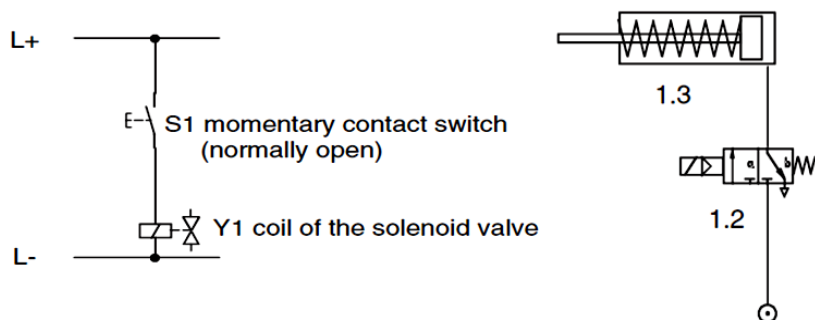 L+
S1 momentary contact switch
(normally open)
Y1 coil of the solenoid valve
L-
1.3
a b
1.2